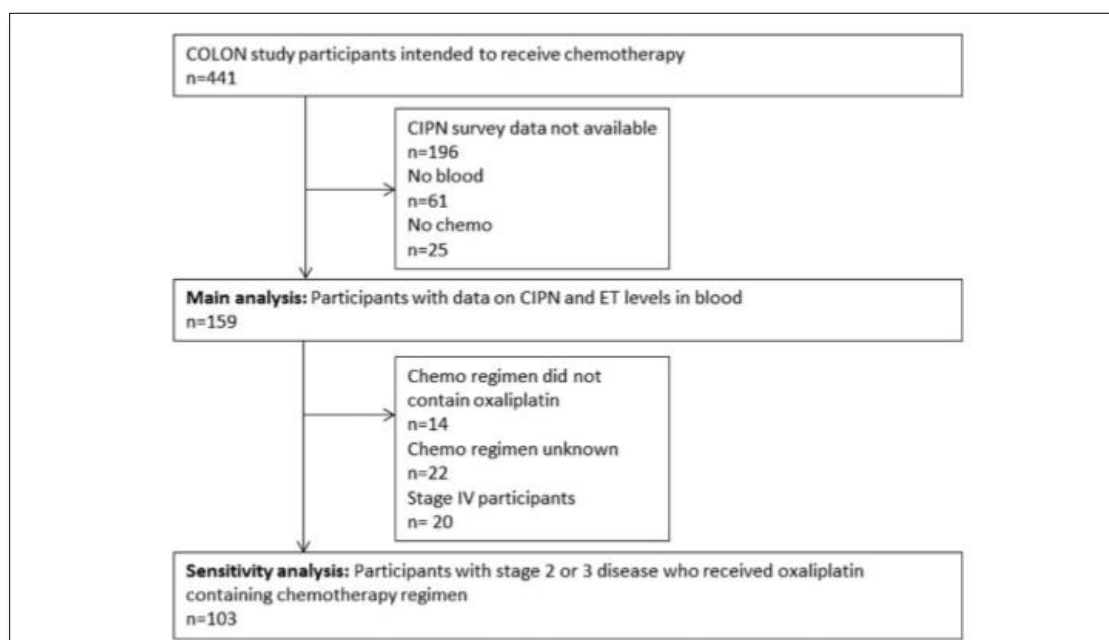 COLON study participants intended to receive chemotherapy
n=441
CIPN survey data not available
n=196
No blood
n=61
No chemo
n=25
Main analysis: Participants with data on CIPN and ET levels in blood
n=159
Chemo regimen did not
contain oxaliplatin
n=14
Chemo regimen unknown
n=22
Stage IV participants
n= 20
Sensitivity analysis: Participants with stage 2 or 3 disease who received oxaliplatin
containing chemotherapy regimen
n=103